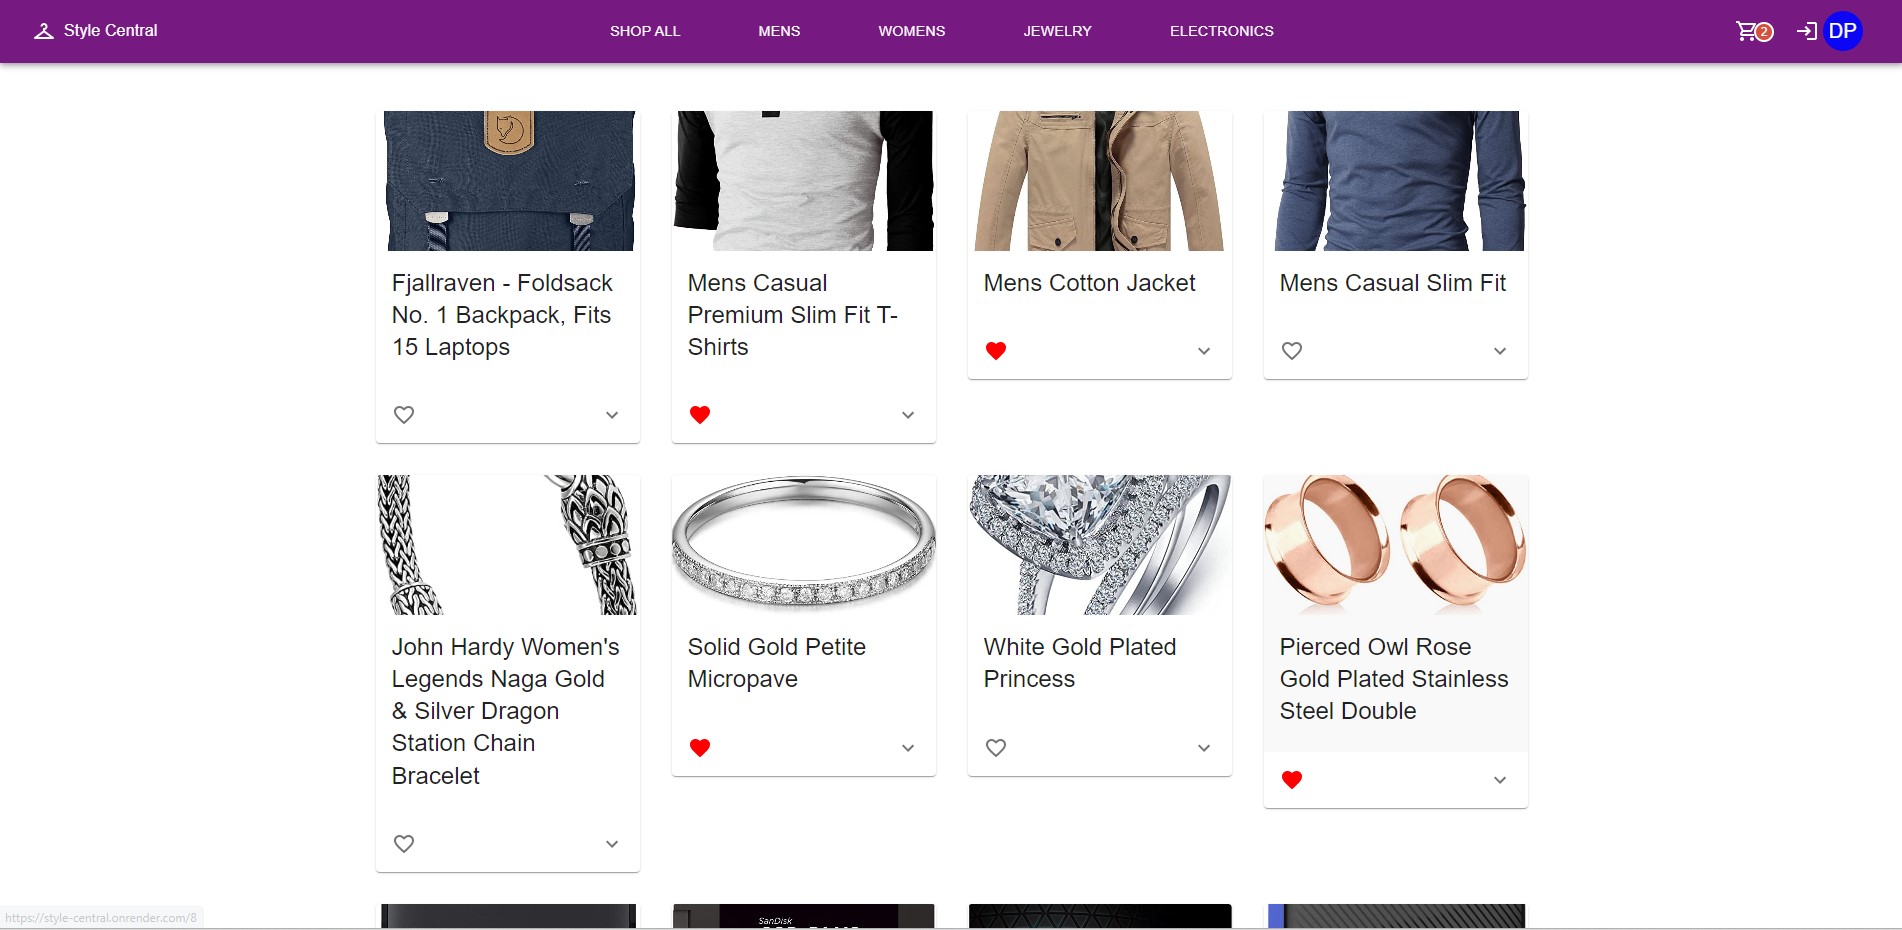 Style Central
SHOP ALL
MENS
WOMENS
JEWELRY
ELECTRONICS
2
DP
Fjallraven - Foldsack
No. 1 Backpack, Fits
15 Laptops
Mens Casual
Premium Slim Fit T-
Shirts
Mens Cotton Jacket
Mens Casual Slim Fit
John Hardy Women's
Legends Naga Gold
& Silver Dragon
Station Chain
Bracelet
Solid Gold Petite
Micropave
White Gold Plated
Princess
Pierced Owl Rose
Gold Plated Stainless
Steel Double
SanDisk
https://style-central.onrender.com/8